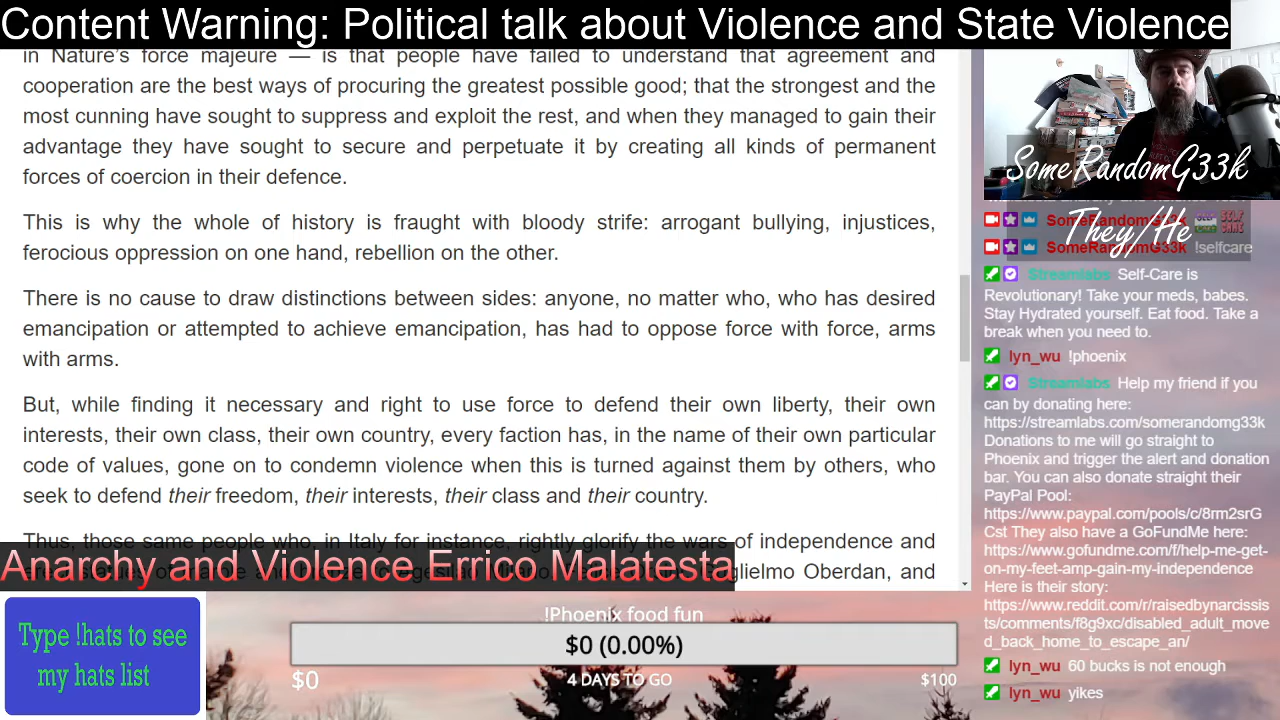 Content Warning: Political talk about Violence and State Violence
in Nature's force majeure — is that people have failed to understand that agreement and
cooperation are the best ways of procuring the greatest possible good; that the strongest and the
most cunning have sought to suppress and exploit the rest, and when they managed to gain their
advantage they have sought to secure and perpetuate it by creating all kinds of permanent
forces of coercion in their defence.
This is why the whole of history is fraught with bloody strife: arrogant bullying, injustices,
ferocious oppression on one hand, rebellion on the other.
There is no cause to draw distinctions between sides: anyone, no matter who, who has desired
emancipation or attempted to achieve emancipation, has had to oppose force with force, arms
with arms.
But, while finding it necessary and right to use force to defend their own liberty, their own
interests, their own class, their own country, every faction has, in the name of their own particular
code of values, gone on to condemn violence when this is turned against them by others, who
seek to defend their freedom, their interests, their class and their country.
Thus, those same people who, in Italy for instance, rightly glorify the wars of independence and
Guglielmo Oberdan, and
Anarchy and Violence Errico Malatesta
Type !hats to see
my hats list
!Phoenix food fun
$0 (0.00%)
$0
4 DAYS TO GO
$100
SomeRandomG33k
They/He
SomeRandomG33k
SomeRandomG33k !selfcare
Streamlabs Self-Care is
Revolutionary! Take your meds, babes.
Stay Hydrated yourself. Eat food. Take a
break when you need to.
lyn_wu !phoenix
Streamlabs Help my friend if you
can by donating here:
https://streamlabs.com/somerandomg33k
Donations to me will go straight to
Phoenix and trigger the alert and donation
bar. You can also donate straight their
PayPal Pool:
https://www.paypal.com/pools/c/8rm2srG
Cst They also have a GoFundMe here:
https://www.gofundme.com/f/help-me-get-
on-my-feet-amp-gain-my-independence
Here is their story:
https://www.reddit.com/r/raisedbynarcissis
ts/comments/f8g9xc/disabled_adult_move
d_back_home_to_escape_an/
lyn_wu 60 bucks is not enough
lyn_wu yikes